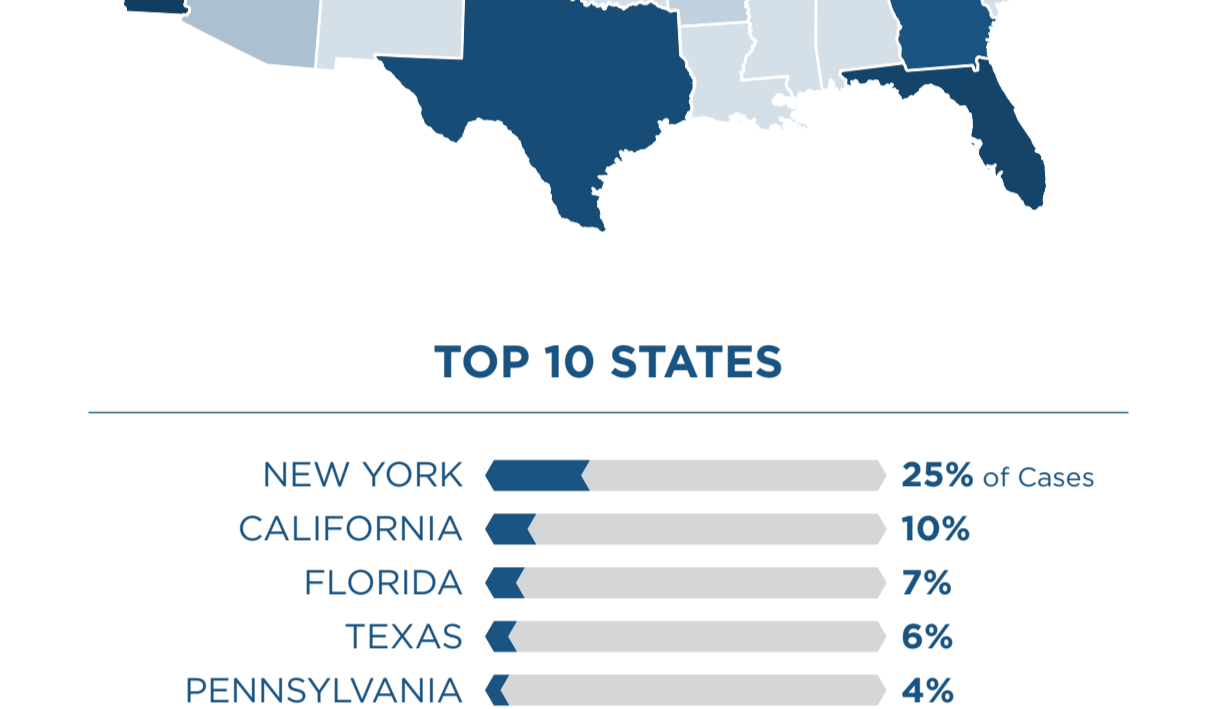 TOP 10 STATES
NEW YORK 25% of Cases
CALIFORNIA 10%
FLORIDA 7%
TEXAS 6%
PENNSYLVANIA 4%